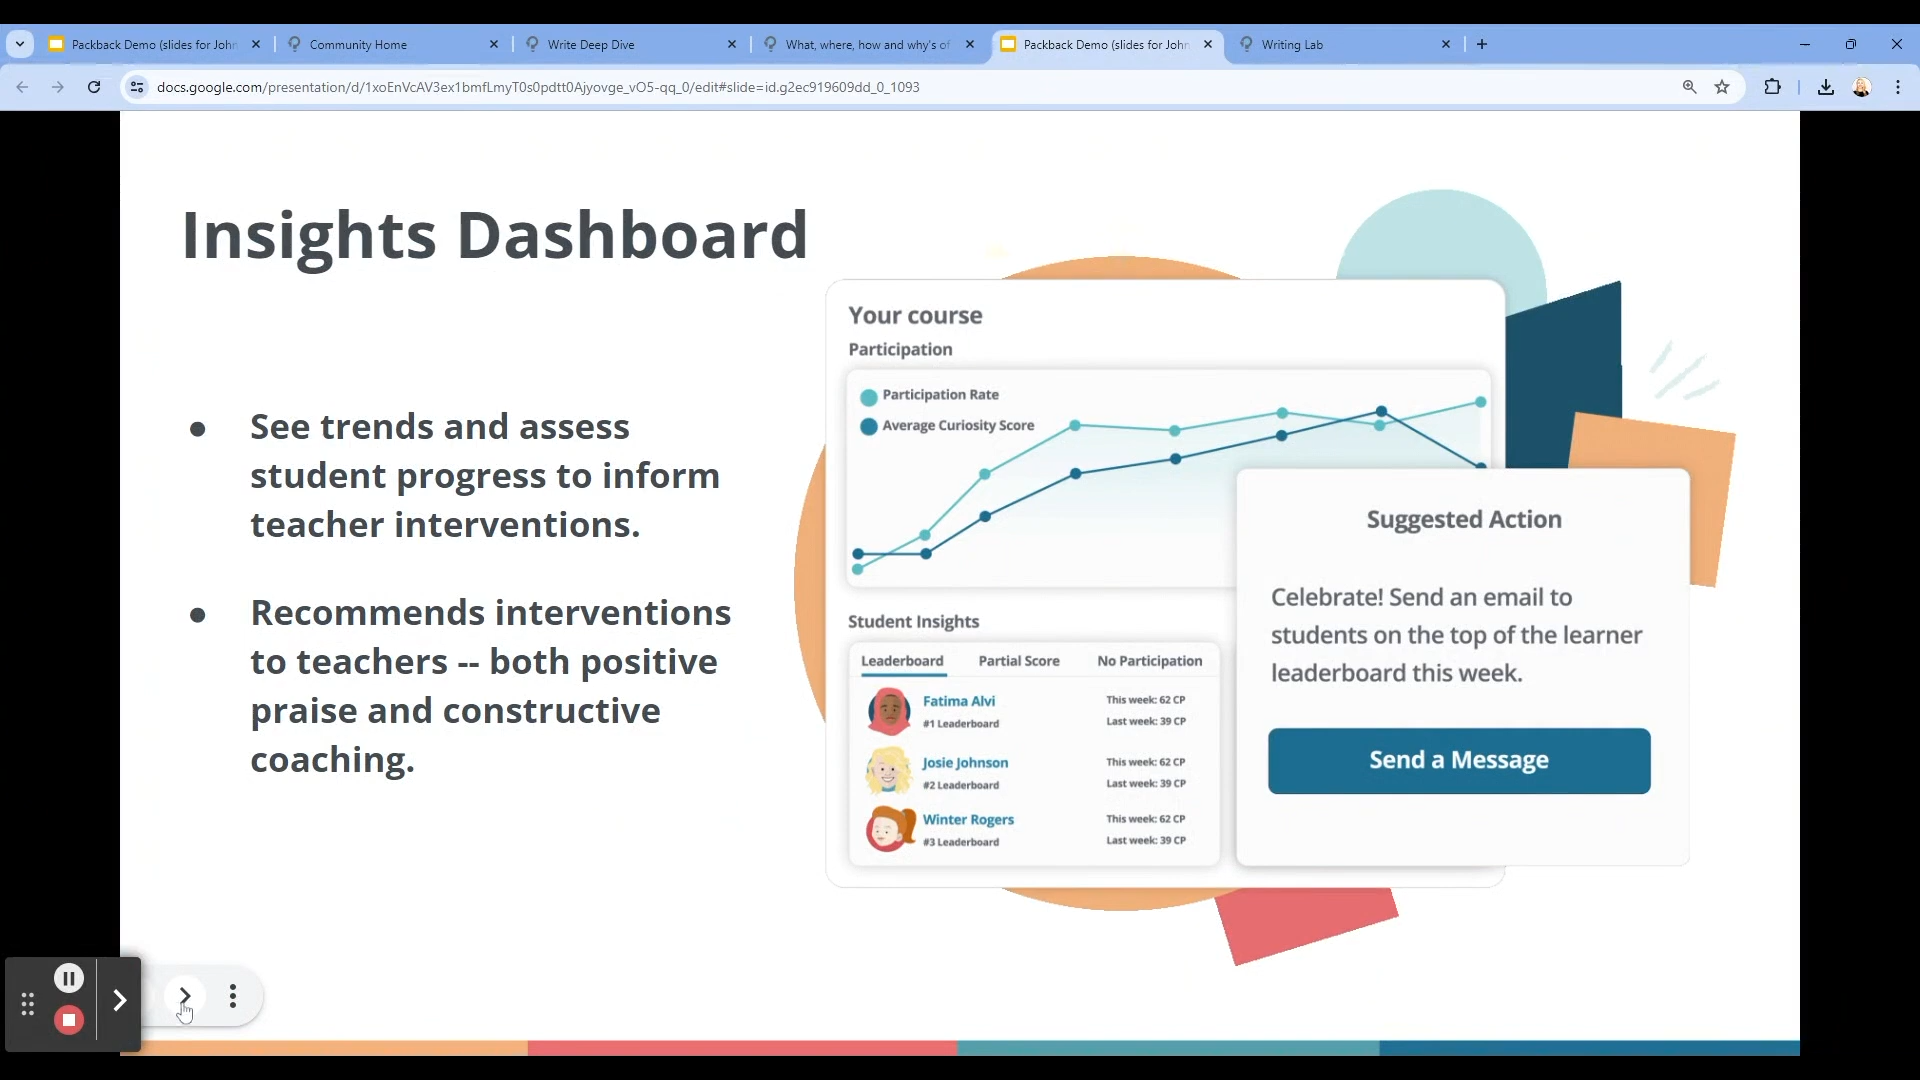 Packback Demo (slides for John
Community Home
Write Deep Dive
What, where, how and why's of
Packback Demo (slides for John
Writing Lab
docs.google.com/presentation/d/1xoEnVcAV3ex1bmfLmyT0s0pdtt0Ajyovge_vO5-qq_0/edit#slide=id.g2ec919609dd_0_1093
Insights Dashboard
See trends and assess
student progress to inform
teacher interventions.
Recommends interventions
to teachers -- both positive
praise and constructive
coaching.
Your course
Participation
Participation Rate
Average Curiosity Score
Student Insights
Leaderboard Partial Score No Participation
Fatima Alvi This week: 62 CP
#1 Leaderboard Last week: 39 CP
Josie Johnson This week: 62 CP
#2 Leaderboard Last week: 39 CP
Winter Rogers This week: 62 CP
#3 Leaderboard Last week: 39 CP
Suggested Action
Celebrate! Send an email to
students on the top of the learner
leaderboard this week.
Send a Message